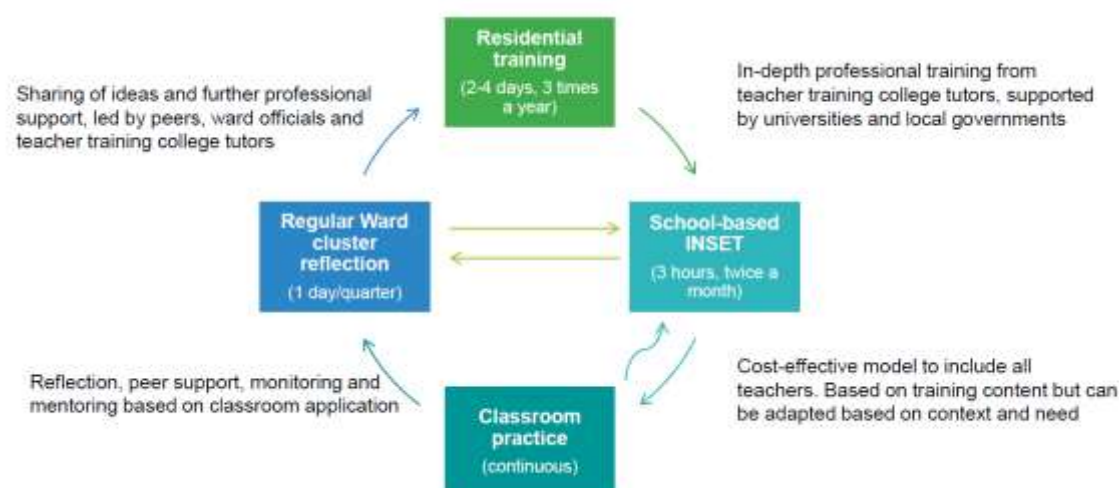 Residential
training
(2-4 days, 3 times
a year)
Sharing of ideas and further professional
support, led by peers, ward officials and
teacher training college tutors
In-depth professional training from
teacher training college tutors, supported
by universities and local governments
Regular Ward
cluster
reflection
(1 day/quarter)
School-based
INSET
(3 hours, twice a
month)
Reflection, peer support, monitoring and
mentoring based on classroom application
Classroom
practice
(continuous)
Cost-effective model to include all
teachers. Based on training content but can
be adapted based on context and need